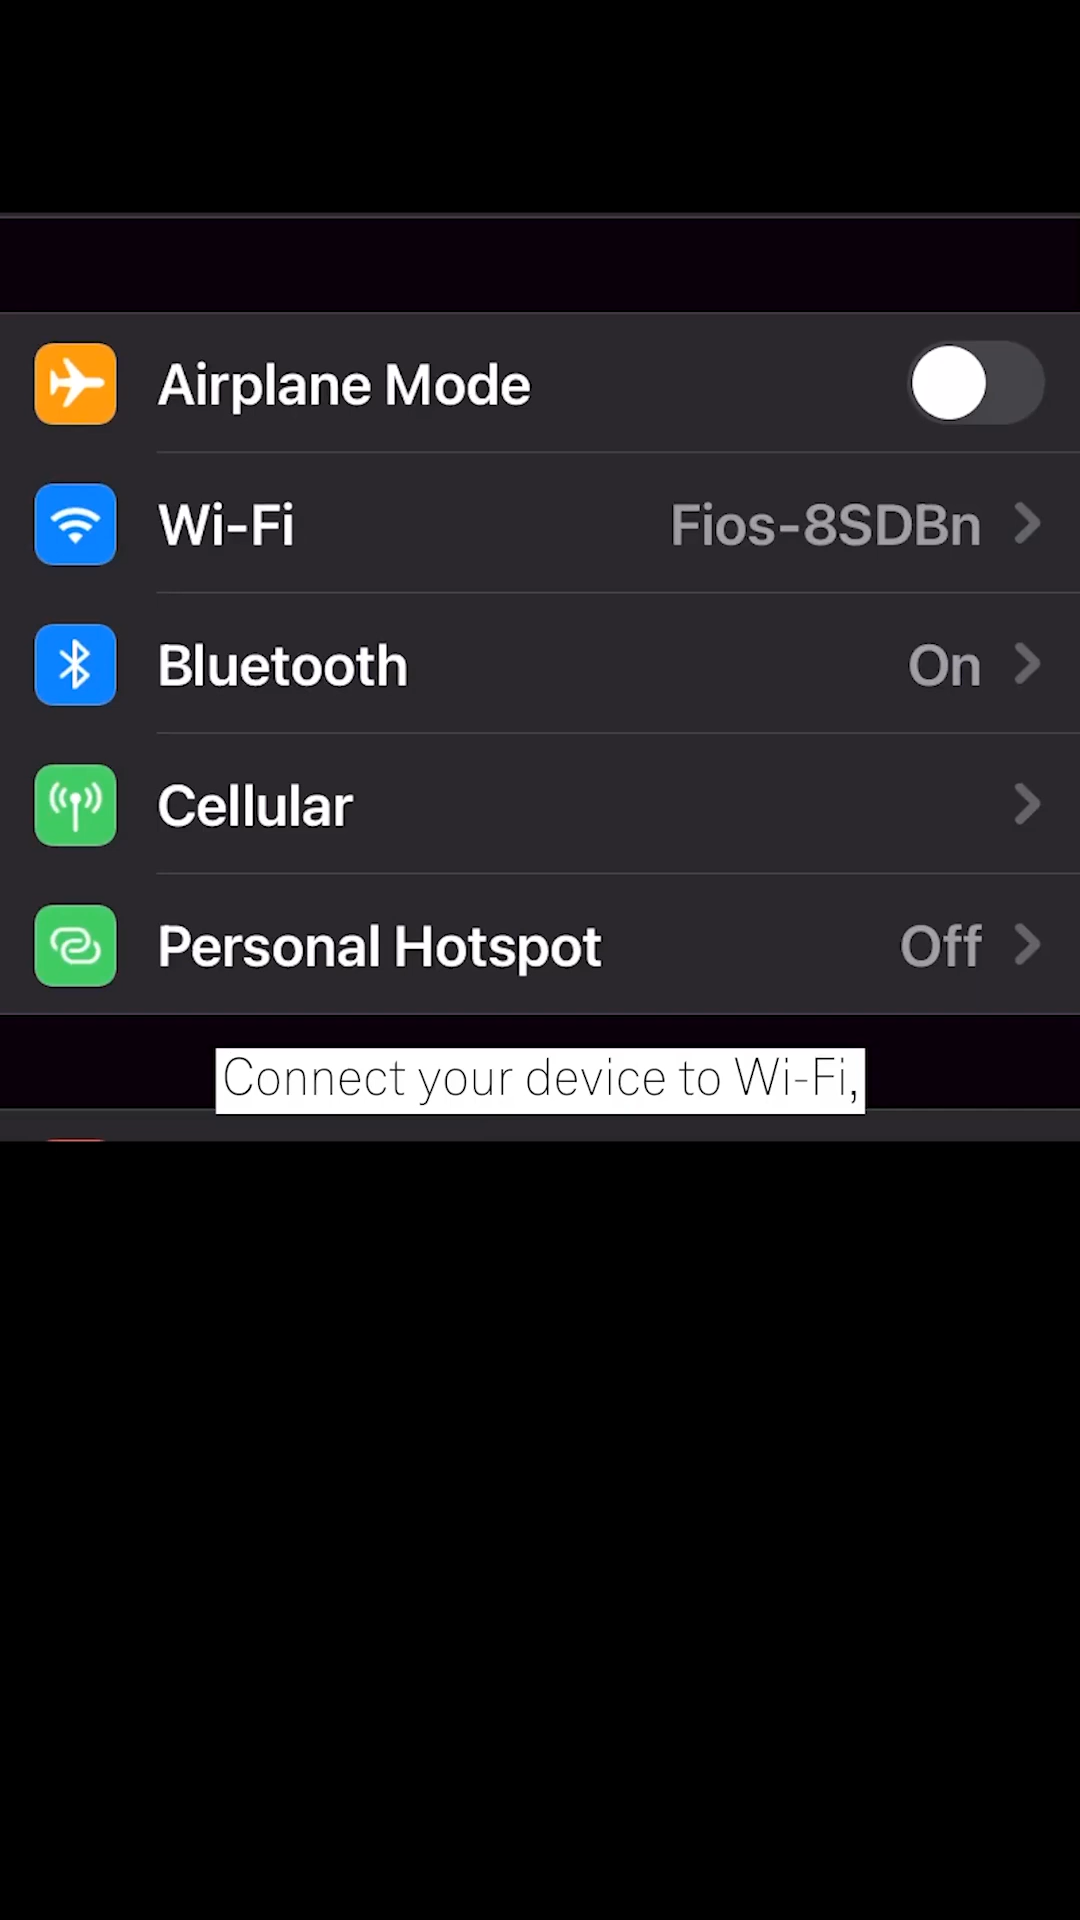 Airplane Mode
Wi-Fi Fios-8SDBn
Bluetooth On
Cellular
Personal Hotspot Off
Connect your device to Wi-Fi,